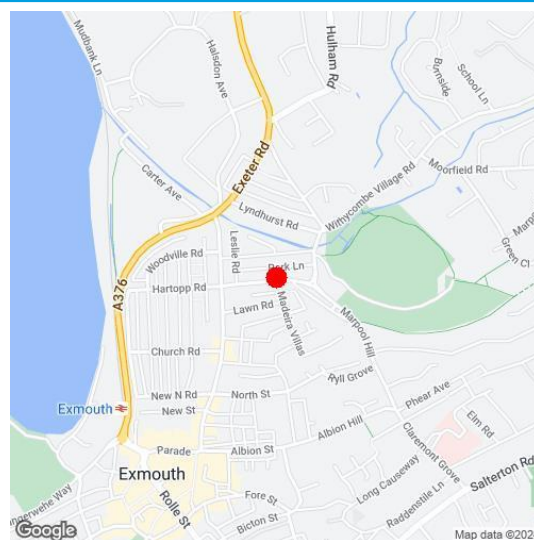 Mudbank Ln
Halsdon Ave
Hulham Rd
Burnside
School Ln
Exeter Rd
Carter Ave
Moorfield Rd
Withycombe Village Rd
Lyndhurst Rd
Green Cl
Woodville Rd
Leslie Rd
Park Ln
A376
Hartopp Rd
Madeira Villas
Lawn Rd
Marpool Hill
Church Rd
Ryll Grove
New N Rd
North St
Phear Ave
Exmouth
New St
Albion Hill
Elm Rd
Parade
Albion St
Claremont Grove
Exmouth
Long Causeway
Salterton Rd
Rolle St
Fore St
Raddenstile Ln
Bicton St
Google
Map data ©202